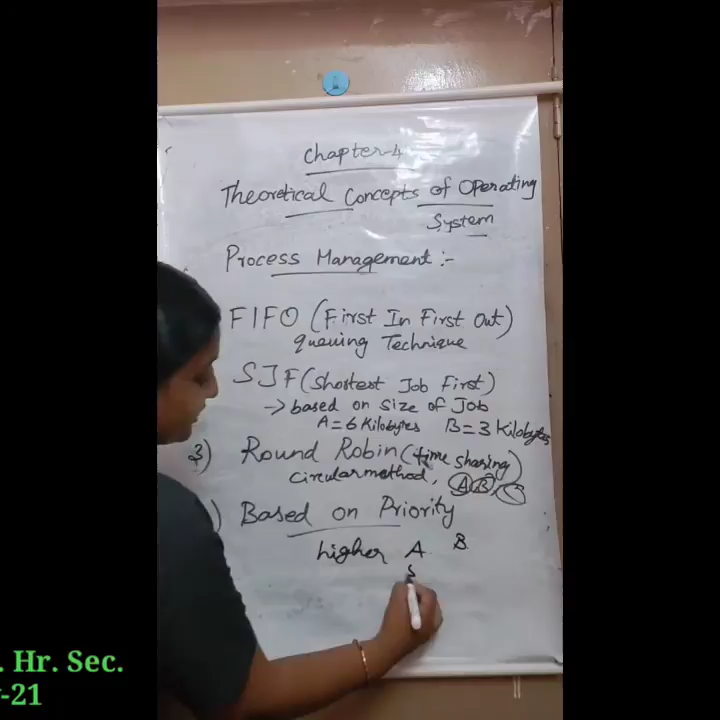 Chapter-4
Theoretical Concepts of Operating
System
Process Management :-
FIFO (First In First Out)
queuing Technique
SJF (Shortest Job First)
→ based on size of Job
A=6 Kilobytes B=3 Kilobytes
3) Round Robin (time sharing)
circular method, A B, C
) Based on Priority
higher A B
s
. Hr. Sec.
-21